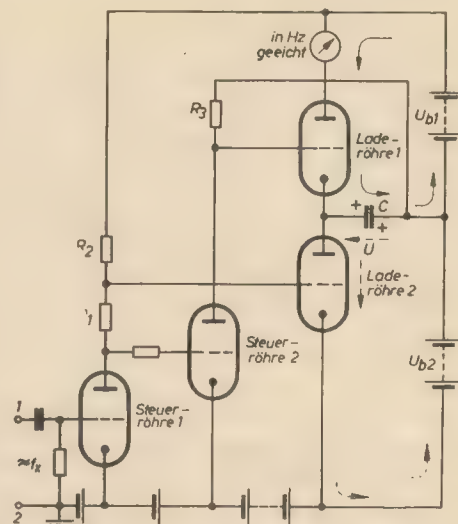 in Hz
geeicht
R3
Lade-
röhre 1
Ub1
+ C
+
U
R2
Lade-
röhre 2
1
Steuer-
röhre 2
Ub2
Steuer-
röhre 1
1
≈fx
2